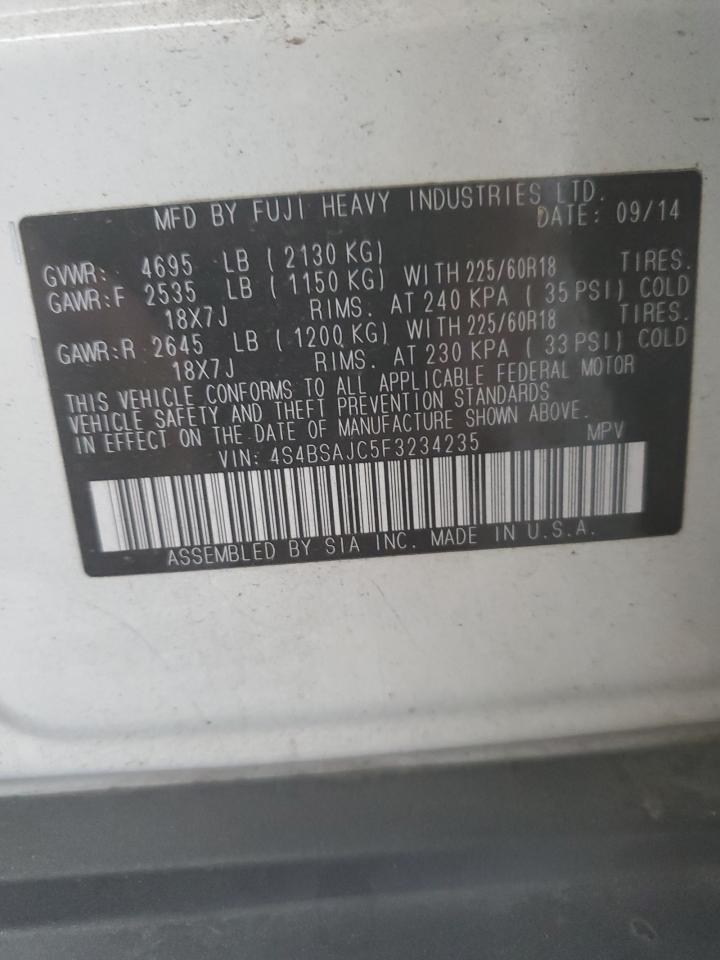 MFD BY FUJI HEAVY INDUSTRIES LTD.
DATE: 09/14
GVWR: 4695 LB ( 2130 KG)
GAWR:F 2535 LB ( 1150 KG) WITH 225/60R18 TIRES.
18X7J RIMS. AT 240 KPA ( 35 PSI) COLD
GAWR:R 2645 LB ( 1200 KG) WITH 225/60R18 TIRES.
18X7J RIMS. AT 230 KPA ( 33 PSI) COLD
THIS VEHICLE CONFORMS TO ALL APPLICABLE FEDERAL MOTOR
VEHICLE SAFETY AND THEFT PREVENTION STANDARDS
IN EFFECT ON THE DATE OF MANUFACTURE SHOWN ABOVE.
VIN: 4S4BSAJC5F3234235 MPV
ASSEMBLED BY SIA INC. MADE IN U.S.A.